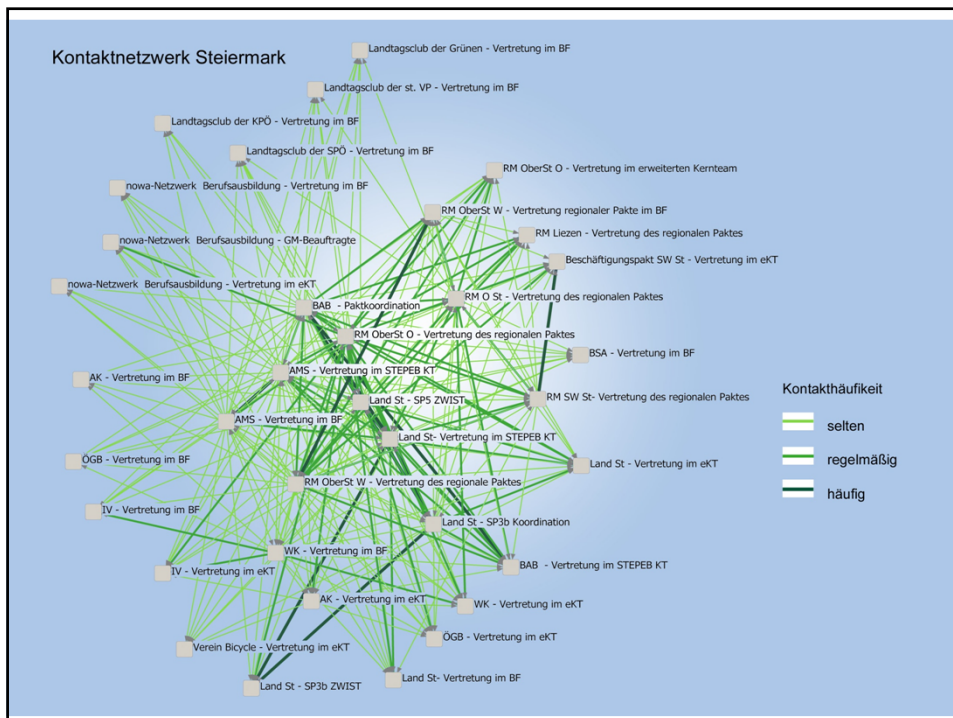 Kontaktnetzwerk Steiermark
Landtagsclub der Grünen - Vertretung im BF
Landtagsclub der st. VP - Vertretung im BF
Landtagsclub der KPÖ - Vertretung im BF
Landtagsclub der SPÖ - Vertretung im BF
RM OberSt O - Vertretung im erweiterten Kernteam
nowa-Netzwerk Berufsausbildung - Vertretung im BF
RM OberSt W - Vertretung regionaler Pakte im BF
RM Liezen - Vertretung des regionalen Paktes
nowa-Netzwerk Berufsausbildung - GM-Beauftragte
Beschäftigungspakt SW St - Vertretung im eKT
nowa-Netzwerk Berufsausbildung - Vertretung im eKT
RM O St - Vertretung des regionalen Paktes
BAB - Paktkoordination
RM OberSt O - Vertretung des regionalen Paktes
BSA - Vertretung im BF
AMS - Vertretung im STEPEB KT
AK - Vertretung im BF
Kontakthäufikeit
RM SW St- Vertretung des regionalen Paktes
Land St - SP5 ZWIST
AMS - Vertretung im BF
selten
Land St- Vertretung im STEPEB KT
regelmäßig
ÖGB - Vertretung im BF
Land St - Vertretung im eKT
RM OberSt W - Vertretung des regionale Paktes
häufig
IV - Vertretung im BF
Land St - SP3b Koordination
WK - Vertretung im BF
BAB - Vertretung im STEPEB KT
IV - Vertretung im eKT
AK - Vertretung im eKT
WK - Vertretung im eKT
ÖGB - Vertretung im eKT
Verein Bicycle - Vertretung im eKT
Land St- Vertretung im BF
Land St - SP3b ZWIST